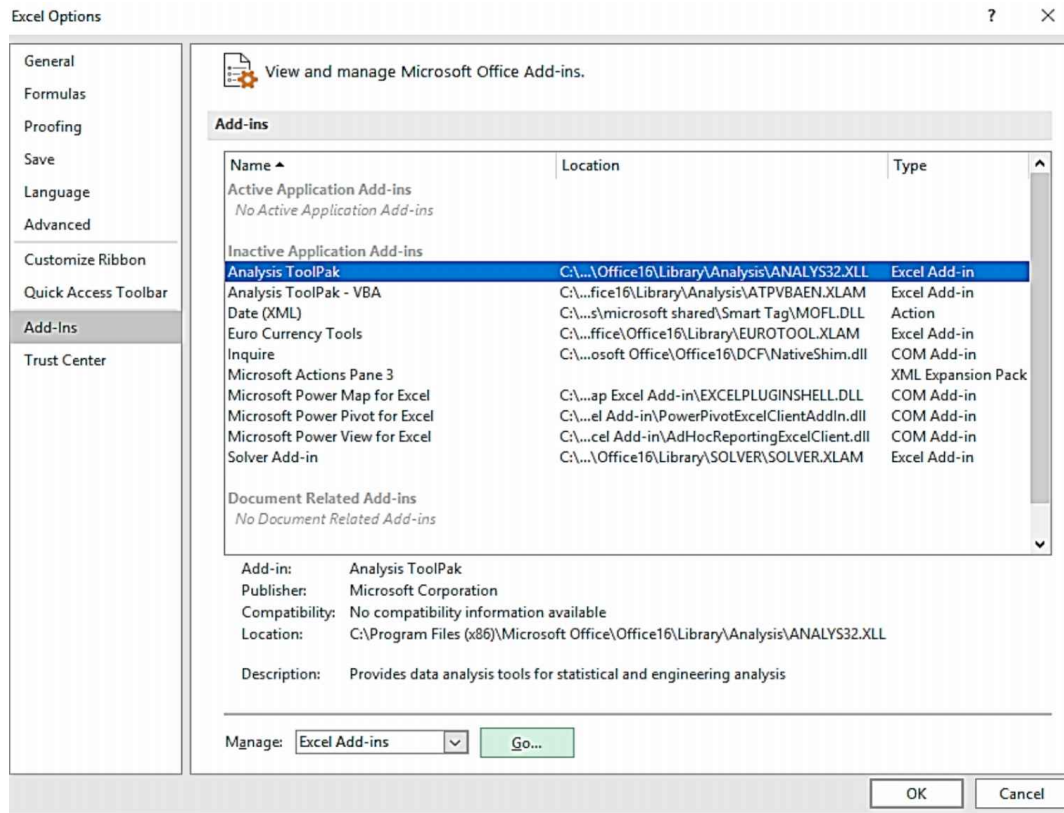 Excel Options ? ×
General
Formulas
Proofing
Save
Language
Advanced
Customize Ribbon
Quick Access Toolbar
Add-Ins
Trust Center
View and manage Microsoft Office Add-ins.
Add-ins
Name Location Type
Active Application Add-ins
No Active Application Add-ins
Inactive Application Add-ins
Analysis ToolPak C:\...\Office16\Library\Analysis\ANALYS32.XLL Excel Add-in
Analysis ToolPak - VBA C:\...fice16\Library\Analysis\ATPVBAEN.XLAM Excel Add-in
Date (XML) C:\...s\microsoft shared\Smart Tag\MOFL.DLL Action
Euro Currency Tools C:\...ffice\Office16\Library\EUROTOOL.XLAM Excel Add-in
Inquire C:\...osoft Office\Office16\DCF\NativeShim.dll COM Add-in
Microsoft Actions Pane 3 XML Expansion Pack
Microsoft Power Map for Excel C:\...ap Excel Add-in\EXCELPLUGINSHELL.DLL COM Add-in
Microsoft Power Pivot for Excel C:\...el Add-in\PowerPivotExcelClientAddIn.dll COM Add-in
Microsoft Power View for Excel C:\...cel Add-in\AdHocReportingExcelClient.dll COM Add-in
Solver Add-in C:\...\Office16\Library\SOLVER\SOLVER.XLAM Excel Add-in
Document Related Add-ins
No Document Related Add-ins
Add-in: Analysis ToolPak
Publisher: Microsoft Corporation
Compatibility: No compatibility information available
Location: C:\Program Files (x86)\Microsoft Office\Office16\Library\Analysis\ANALYS32.XLL
Description: Provides data analysis tools for statistical and engineering analysis
Manage: Excel Add-ins Go...
OK Cancel